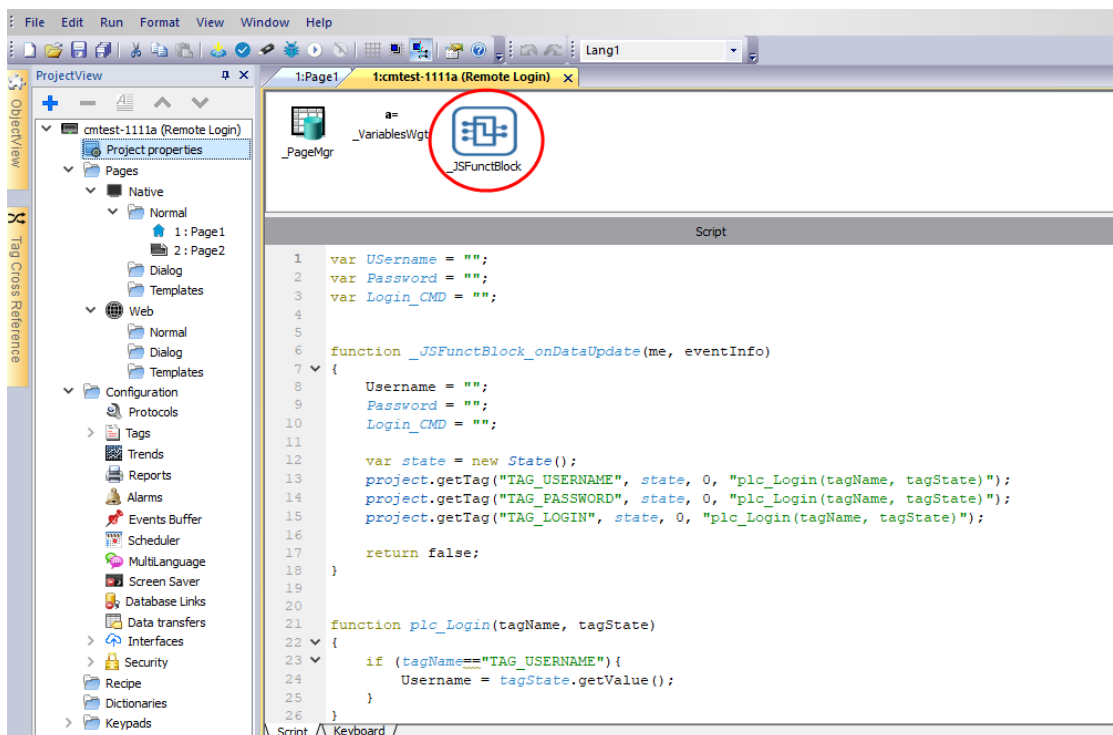 File Edit Run Format View Window Help
Lang1
ProjectView
1:Page1
1:cmtest-1111a (Remote Login)
ObjectView
Tag Cross Reference
cmtest-1111a (Remote Login)
Project properties
Pages
Native
Normal
1 : Page1
2 : Page2
Dialog
Templates
Web
Normal
Dialog
Templates
Configuration
Protocols
Tags
Trends
Reports
Alarms
Events Buffer
Scheduler
MultiLanguage
Screen Saver
Database Links
Data transfers
Interfaces
Security
Recipe
Dictionaries
Keypads
_PageMgr
a=
_VariablesWgt
_JSFunctBlock
Script
1 var USername = "";
2 var Password = "";
3 var Login_CMD = "";
4
5
6 function _JSFunctBlock_onDataUpdate(me, eventInfo)
7 {
8 Username = "";
9 Password = "";
10 Login_CMD = "";
11
12 var state = new State();
13 project.getTag("TAG_USERNAME", state, 0, "plc_Login(tagName, tagState)");
14 project.getTag("TAG_PASSWORD", state, 0, "plc_Login(tagName, tagState)");
15 project.getTag("TAG_LOGIN", state, 0, "plc_Login(tagName, tagState)");
16
17 return false;
18 }
19
20
21 function plc_Login(tagName, tagState)
22 {
23 if (tagName=="TAG_USERNAME"){
24 Username = tagState.getValue();
25 }
26 }
Script Keyboard